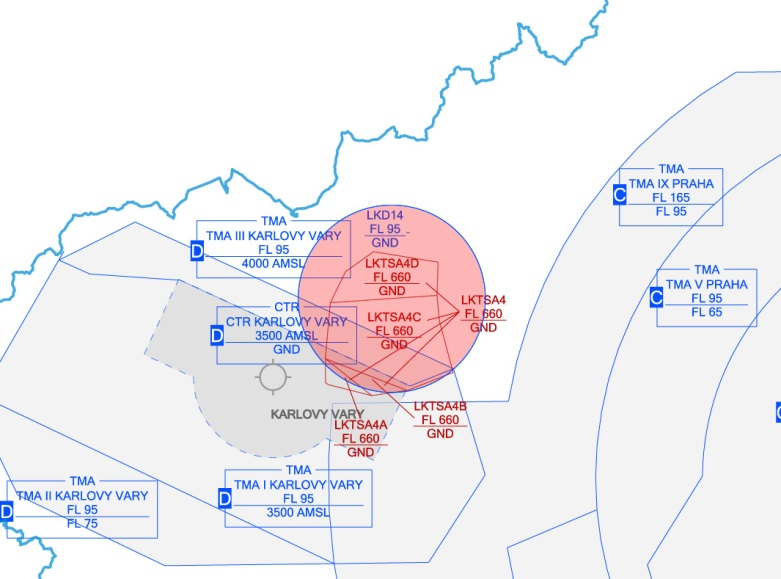 TMA
TMA IX PRAHA
C
FL 165
FL 95
LKD14
FL 95
GND
TMA
TMA III KARLOVY VARY
D
FL 95
4000 AMSL
LKTSA4D
FL 660
GND
TMA
TMA V PRAHA
C
FL 95
FL 65
LKTSA4
FL 660
GND
CTR
CTR KARLOVY VARY
D
3500 AMSL
GND
LKTSA4C
FL 660
GND
KARLOVY VARY
LKTSA4B
FL 660
GND
LKTSA4A
FL 660
GND
TMA
TMA I KARLOVY VARY
D
FL 95
3500 AMSL
TMA
TMA II KARLOVY VARY
D
FL 95
FL 75